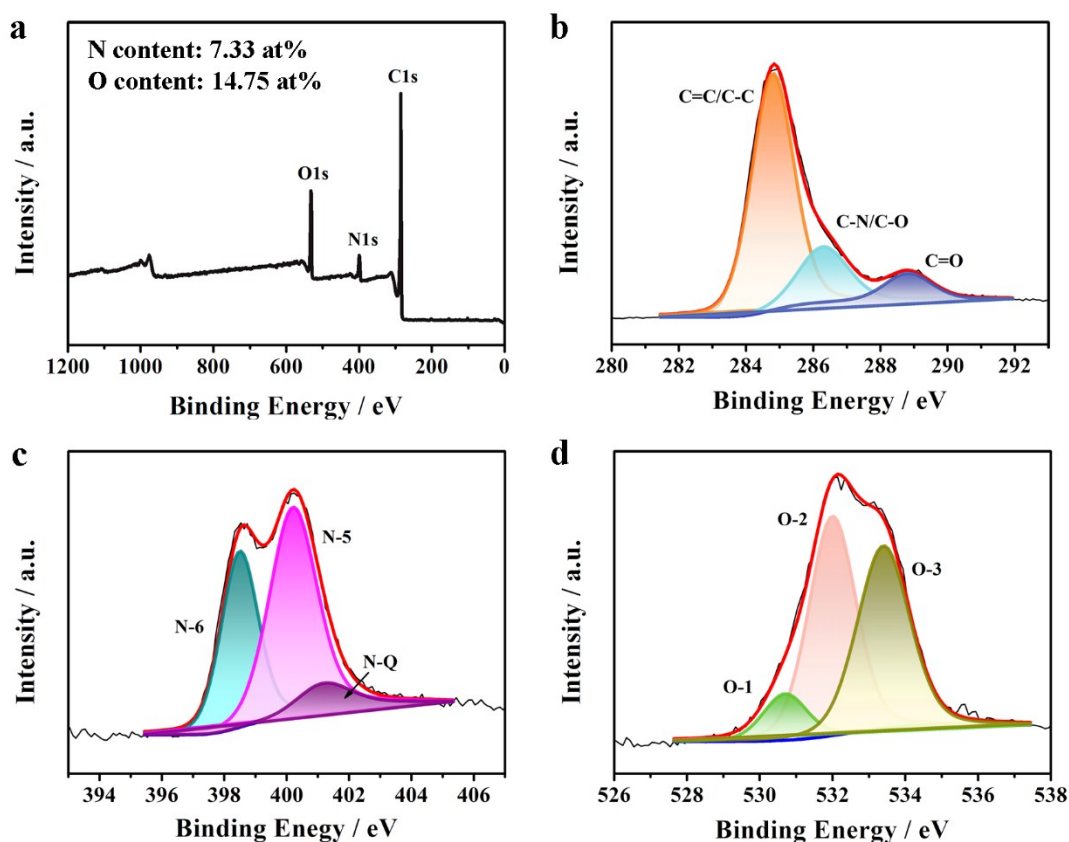 a
N content: 7.33 at%
O content: 14.75 at%
C1s
O1s
N1s
Intensity / a.u.
1200 1000 800 600 400 200 0
Binding Energy / eV
b
C=C/C-C
C-N/C-O
C=O
Intensity / a.u.
280 282 284 286 288 290 292
Binding Energy / eV
c
N-5
N-6
N-Q
Intensity / a.u.
394 396 398 400 402 404 406
Binding Enegy / eV
d
O-2
O-3
O-1
Intensity / a.u.
526 528 530 532 534 536 538
Binding Energy / eV